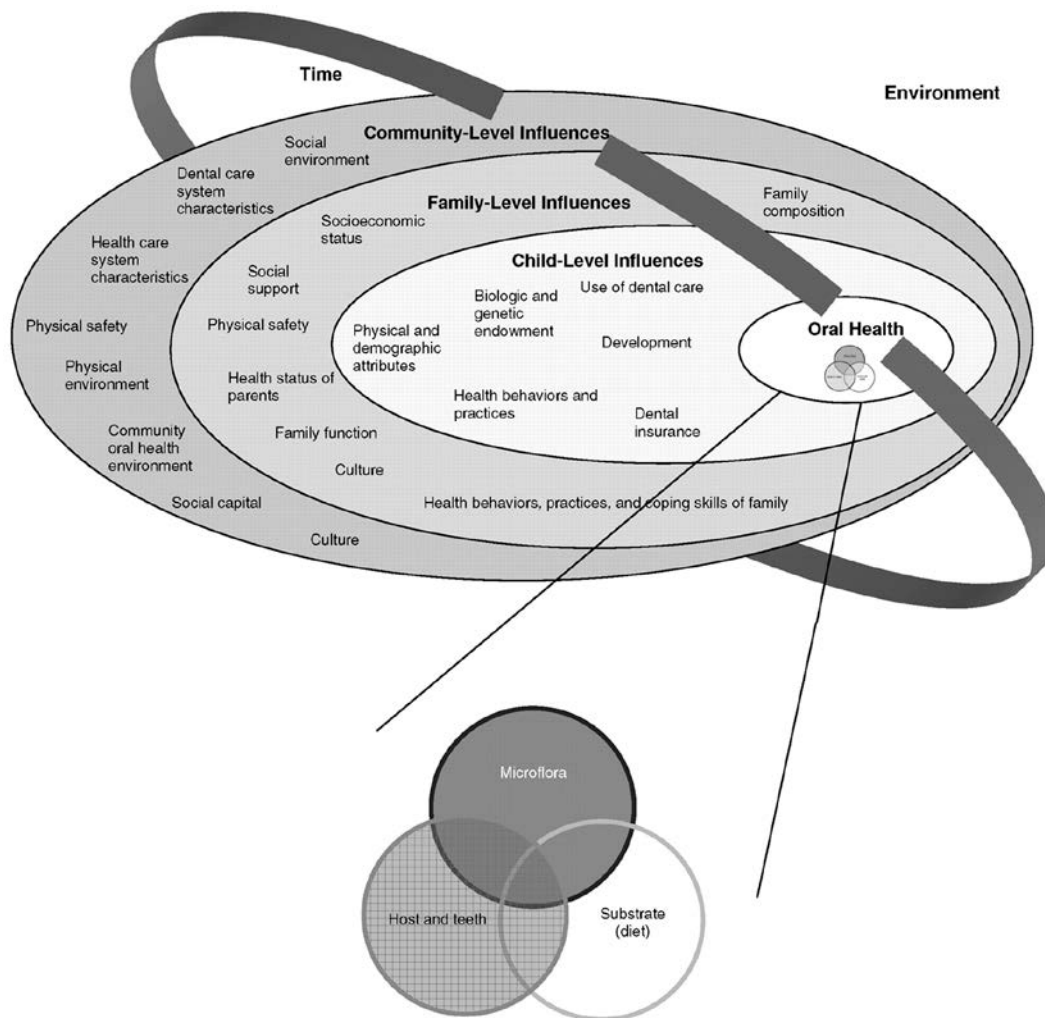 Time
Environment
Community-Level Influences
Social
environment
Dental care
system
characteristics
Family-Level Influences
Family
composition
Socioeconomic
status
Health care
system
characteristics
Child-Level Influences
Social
support
Use of dental care
Biologic and
genetic
endowment
Physical safety
Physical safety
Physical and
demographic
attributes
Development
Oral Health
Physical
environment
Health status of
parents
Health behaviors and
practices
Dental
insurance
Community
oral health
environment
Family function
Culture
Social capital
Health behaviors, practices, and coping skills of family
Culture
Microflora
Host and teeth
Substrate
(diet)